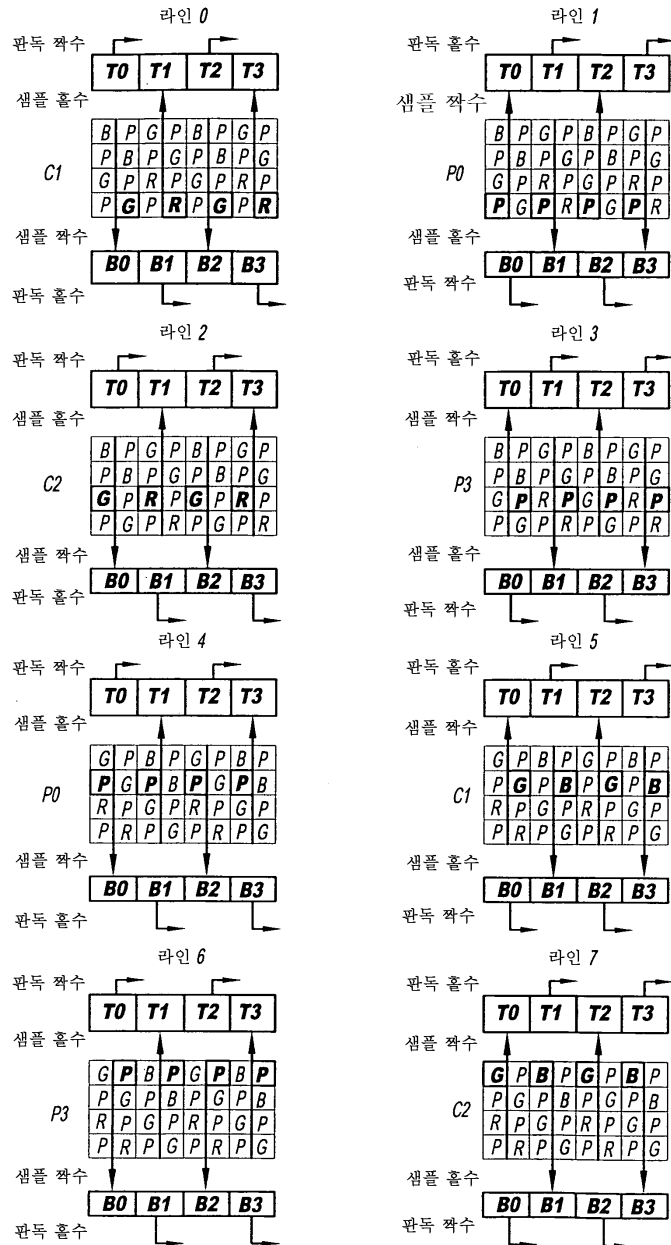 라인 0
판독 짝수
T0 T1 T2 T3
샘플 홀수
B P G P B P G P
P B P G P B P G
C1
G P R P G P R P
P G P R P G P R
샘플 짝수
B0 B1 B2 B3
판독 홀수
라인 1
판독 홀수
T0 T1 T2 T3
샘플 짝수
B P G P B P G P
P B P G P B P G
P0
G P R P G P R P
P G P R P G P R
샘플 홀수
B0 B1 B2 B3
판독 짝수
라인 2
판독 짝수
T0 T1 T2 T3
샘플 홀수
B P G P B P G P
P B P G P B P G
C2
G P R P G P R P
P G P R P G P R
샘플 짝수
B0 B1 B2 B3
판독 홀수
라인 3
판독 홀수
T0 T1 T2 T3
샘플 짝수
B P G P B P G P
P B P G P B P G
P3
G P R P G P R P
P G P R P G P R
샘플 홀수
B0 B1 B2 B3
판독 짝수
라인 4
판독 짝수
T0 T1 T2 T3
샘플 홀수
G P B P G P B P
P G P B P G P B
P0
R P G P R P G P
P R P G P R P G
샘플 짝수
B0 B1 B2 B3
판독 홀수
라인 5
판독 홀수
T0 T1 T2 T3
샘플 짝수
G P B P G P B P
P G P B P G P B
C1
R P G P R P G P
P R P G P R P G
샘플 홀수
B0 B1 B2 B3
판독 짝수
라인 6
판독 짝수
T0 T1 T2 T3
샘플 홀수
G P B P G P B P
P G P B P G P B
P3
R P G P R P G P
P R P G P R P G
샘플 짝수
B0 B1 B2 B3
판독 홀수
라인 7
판독 홀수
T0 T1 T2 T3
샘플 짝수
G P B P G P B P
P G P B P G P B
C2
R P G P R P G P
P R P G P R P G
샘플 홀수
B0 B1 B2 B3
판독 짝수